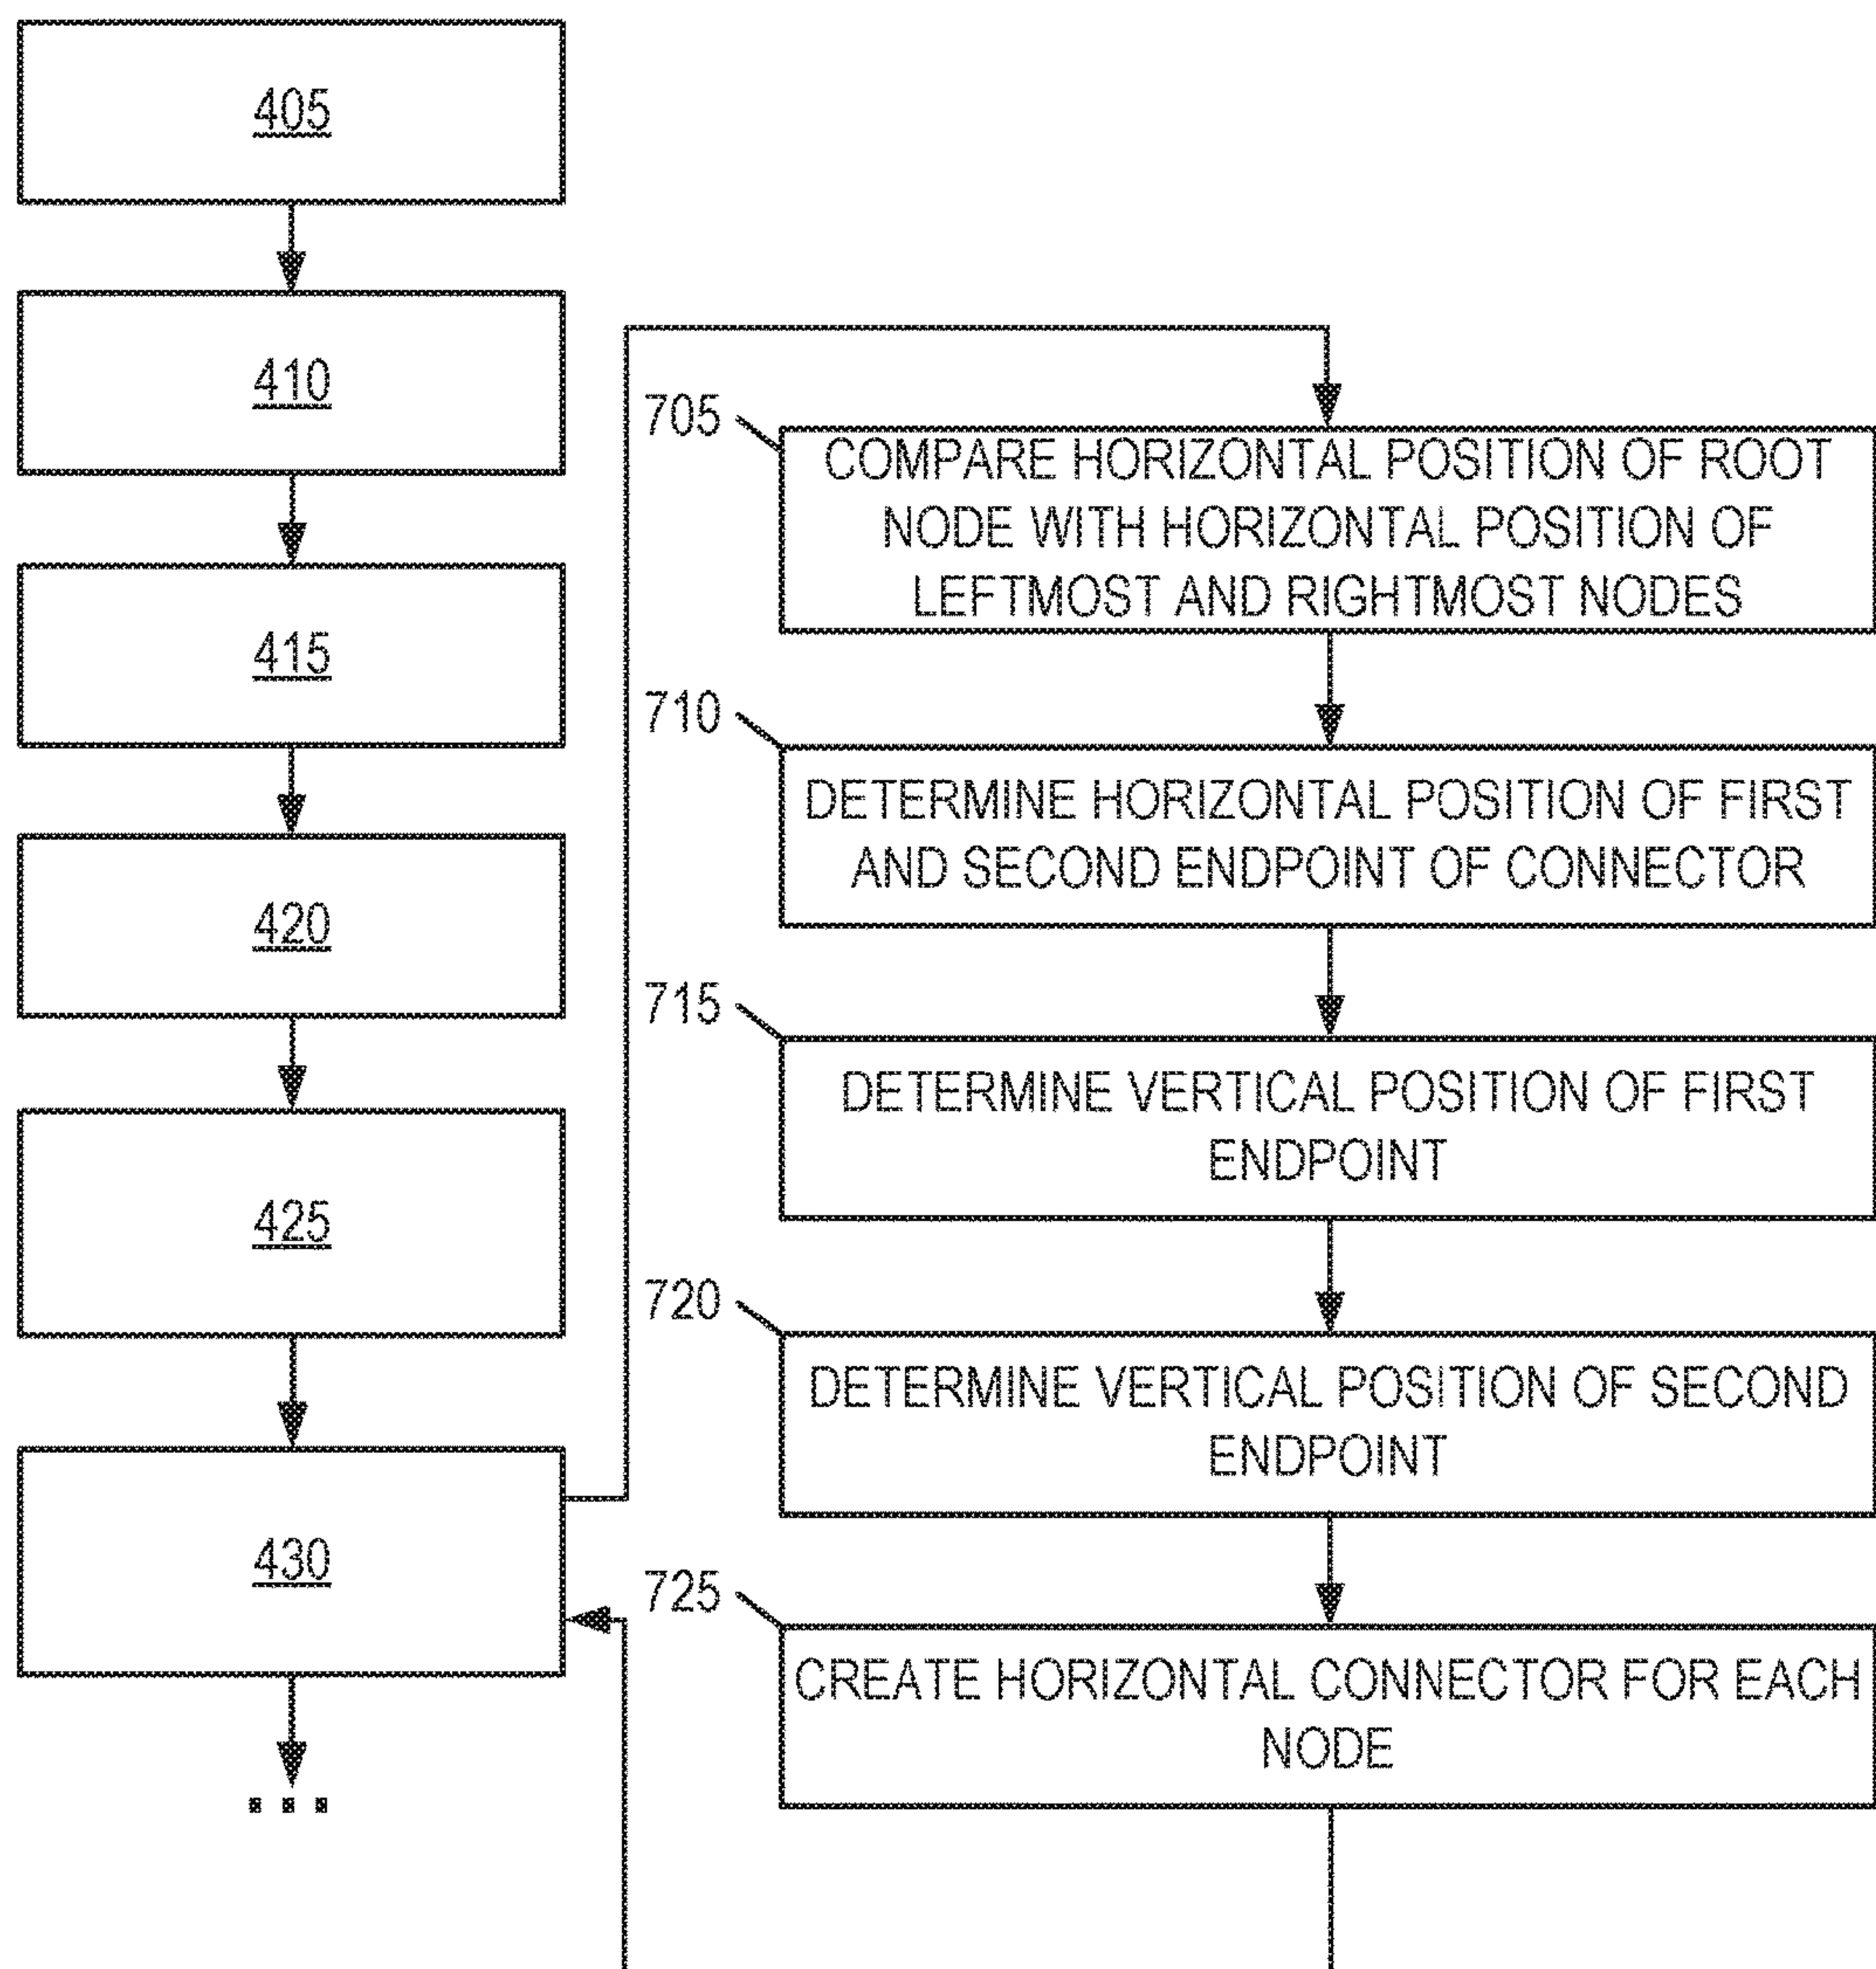 405
410
415
420
425
430
...
705
COMPARE HORIZONTAL POSITION OF ROOT
NODE WITH HORIZONTAL POSITION OF
LEFTMOST AND RIGHTMOST NODES
710
DETERMINE HORIZONTAL POSITION OF FIRST
AND SECOND ENDPOINT OF CONNECTOR
715
DETERMINE VERTICAL POSITION OF FIRST
ENDPOINT
720
DETERMINE VERTICAL POSITION OF SECOND
ENDPOINT
725
CREATE HORIZONTAL CONNECTOR FOR EACH
NODE